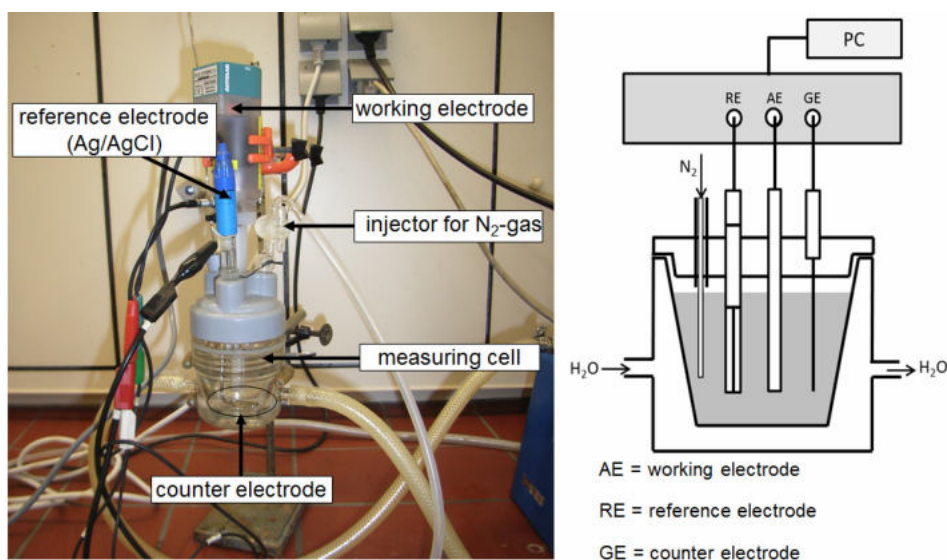 reference electrode
(Ag/AgCl)
working electrode
injector for N₂-gas
measuring cell
counter electrode
PC
RE
AE
GE
N₂
H₂O
H₂O
AE = working electrode
RE = reference electrode
GE = counter electrode